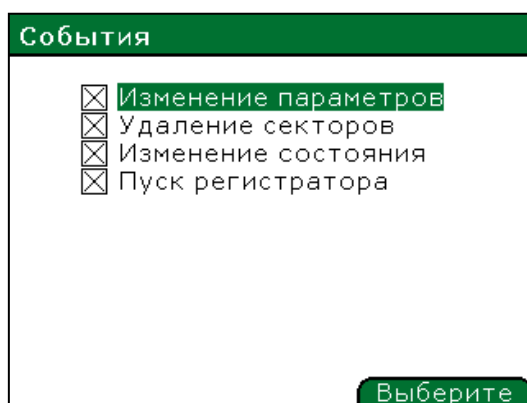 События
Изменение параметров
Удаление секторов
Изменение состояния
Пуск регистратора
Выберите